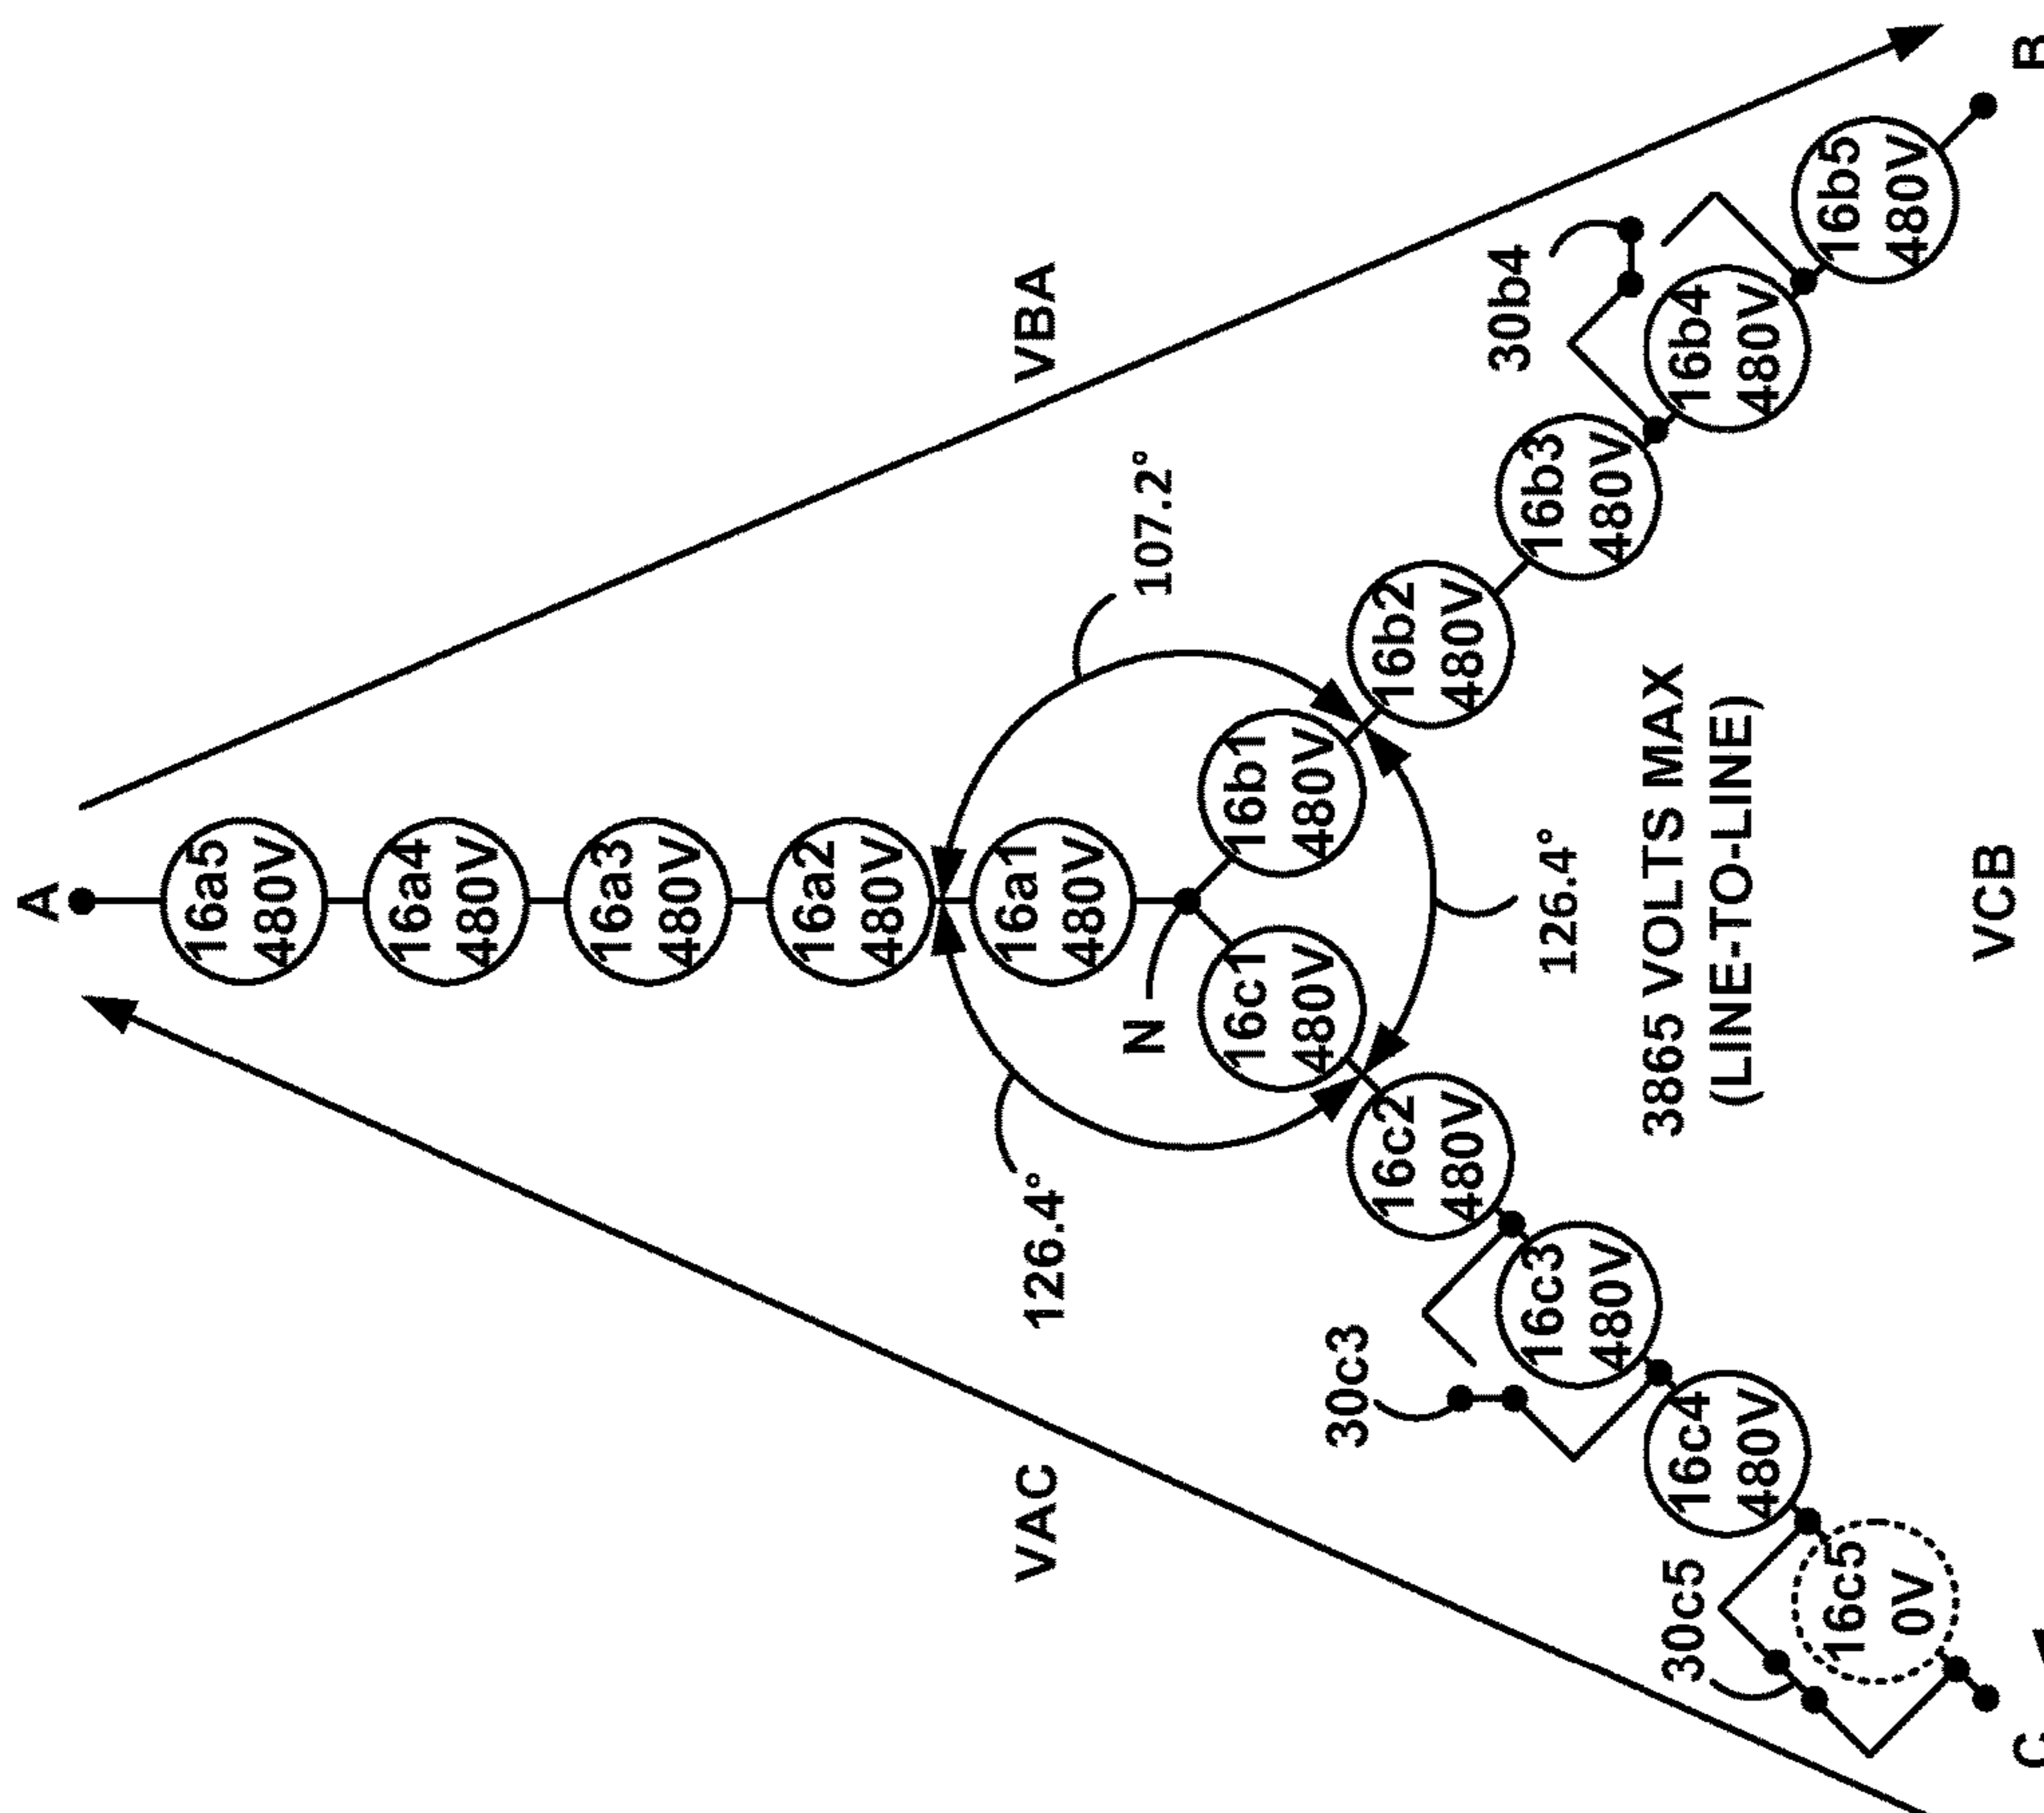 A
16a5
480V
16a4
480V
16a3
480V
16a2
480V
16a1
480V
N
16b1
480V
16b2
480V
16b3
480V
16b4
480V
16b5
480V
B
16c1
480V
16c2
480V
16c3
480V
16c4
480V
16c5
0V
C
VBA
107.2°
30b4
126.4°
VAC
126.4°
30c3
30c5
3865 VOLTS MAX
(LINE-TO-LINE)
VCB